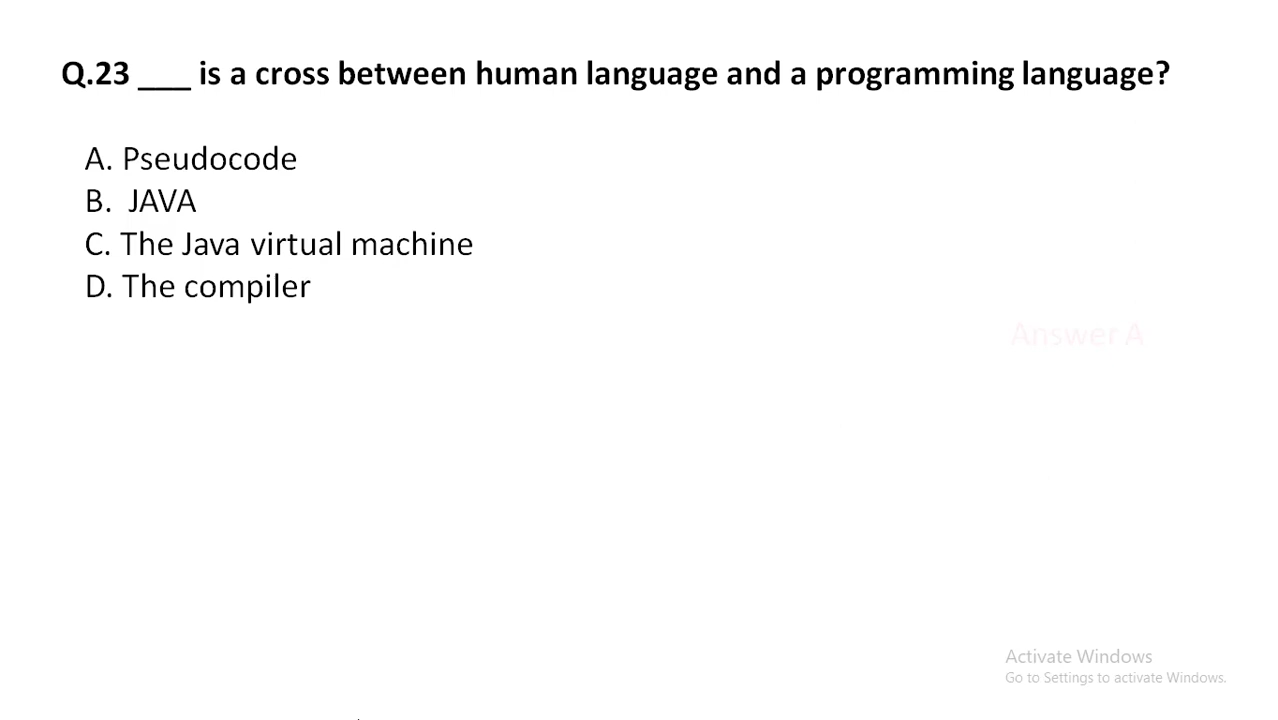 Q.23 ___ is a cross between human language and a programming language?
A. Pseudocode
B. JAVA
C. The Java virtual machine
D. The compiler
Answer A
Activate Windows
Go to Settings to activate Windows.